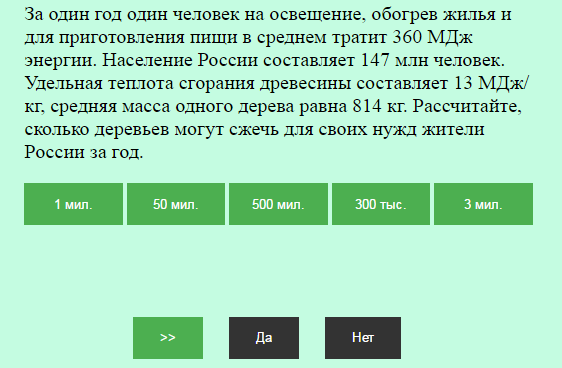 За один год один человек на освещение, обогрев жилья и
для приготовления пищи в среднем тратит 360 МДж
энергии. Население России составляет 147 млн человек.
Удельная теплота сгорания древесины составляет 13 МДж/
кг, средняя масса одного дерева равна 814 кг. Рассчитайте,
сколько деревьев могут сжечь для своих нужд жители
России за год.
1 мил. 50 мил. 500 мил. 300 тыс. 3 мил.
>> Да Нет